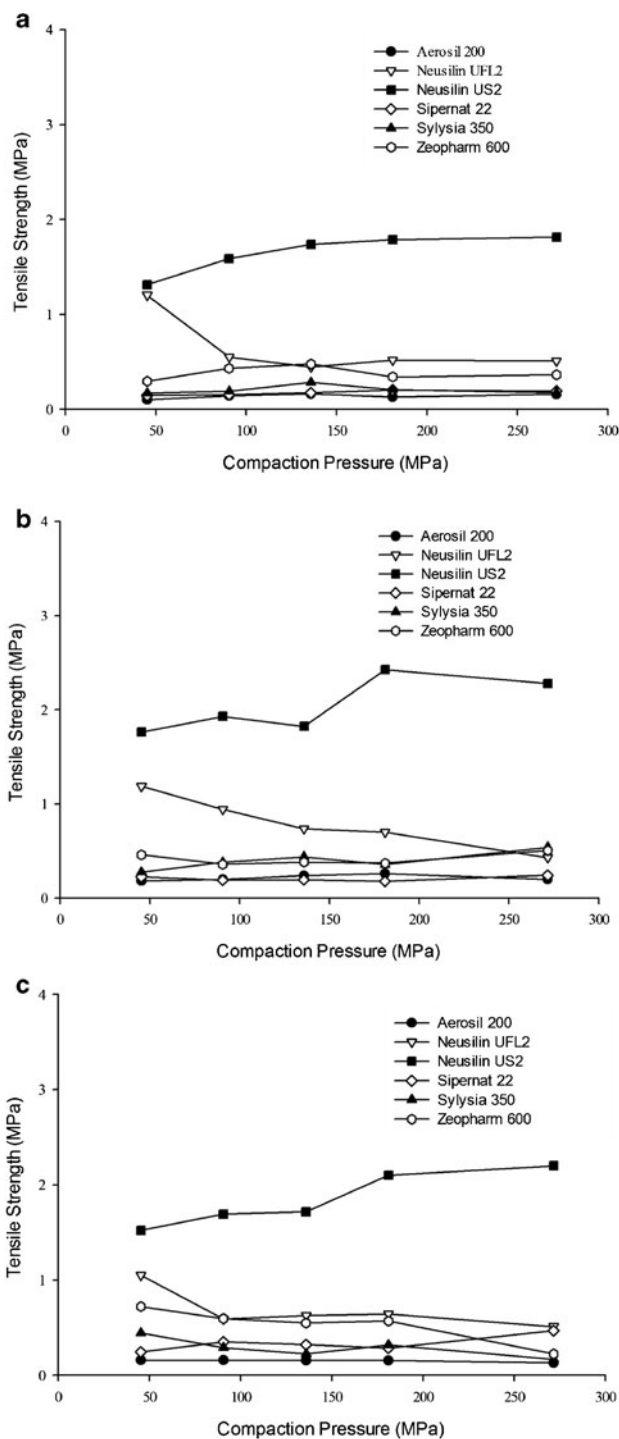 a
4
3
2
1
0
Tensile Strength (MPa)
Aerosil 200
Neusilin UFL2
Neusilin US2
Sipernat 22
Sylysia 350
Zeopharm 600
0 50 100 150 200 250 300
Compaction Pressure (MPa)
b
4
3
2
1
0
Tensile Strength (MPa)
Aerosil 200
Neusilin UFL2
Neusilin US2
Sipernat 22
Sylysia 350
Zeopharm 600
0 50 100 150 200 250 300
Compaction Pressure (MPa)
c
4
3
2
1
0
Tensile Strength (MPa)
Aerosil 200
Neusilin UFL2
Neusilin US2
Sipernat 22
Sylysia 350
Zeopharm 600
0 50 100 150 200 250 300
Compaction Pressure (MPa)